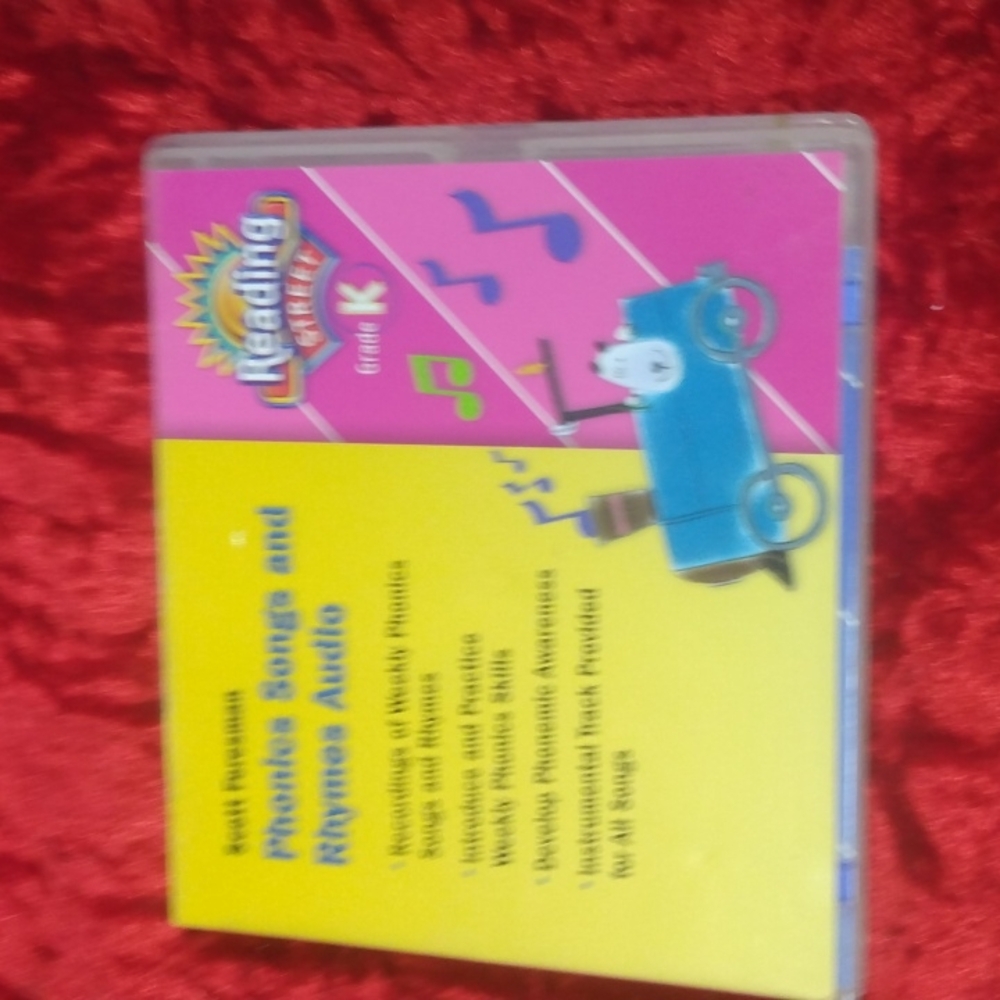 Scott Foresman
Phonics Songs and
Rhymes Audio
• Recordings of Weekly Phonics
Songs and Rhymes
• Introduce and Practice
Weekly Phonics Skills
• Develop Phonemic Awareness
• Instrumental Track Provided
for All Songs
Reading
STREET
Grade K